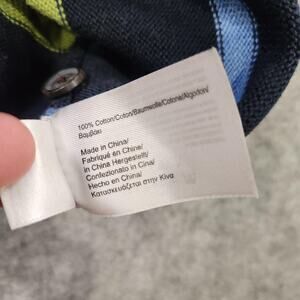 100% Cotton/Coton/Baumwolle/Cotone/Algodon/
Βαμβάκι
Made in China/
Fabriqué en Chine/
in China Hergestellt/
Confezionato in Cina/
Hecho en China/
Κατασκευάζεται στην Κίνα